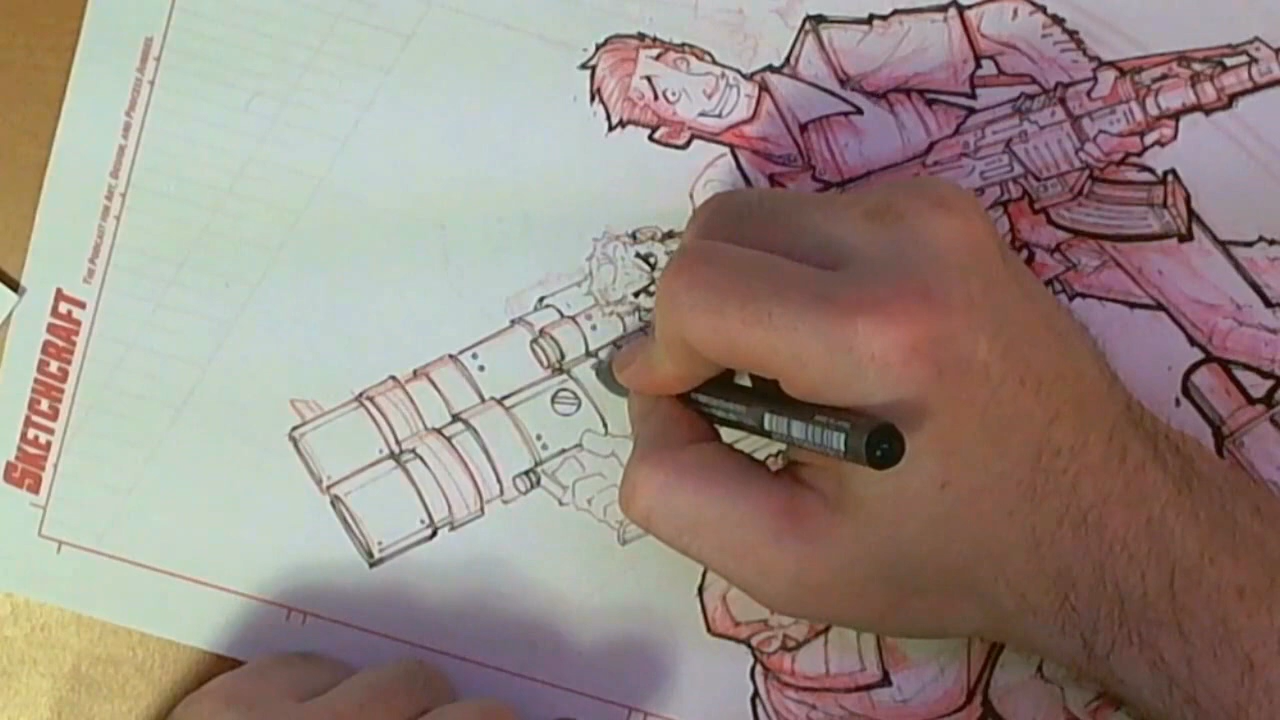 SKETCHCRAFT
THE PODCAST FOR ART, DESIGN, AND PROCESS JUNKIES.